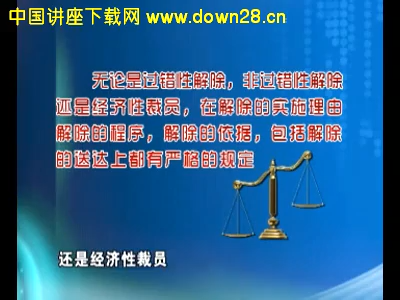 中国讲座下载网 www.down28.cn
无论是过错性解除，非过错性解除
还是经济性裁员，在解除的实施理由
解除的程序，解除的依据，包括解除
的送达上都有严格的规定
还是经济性裁员